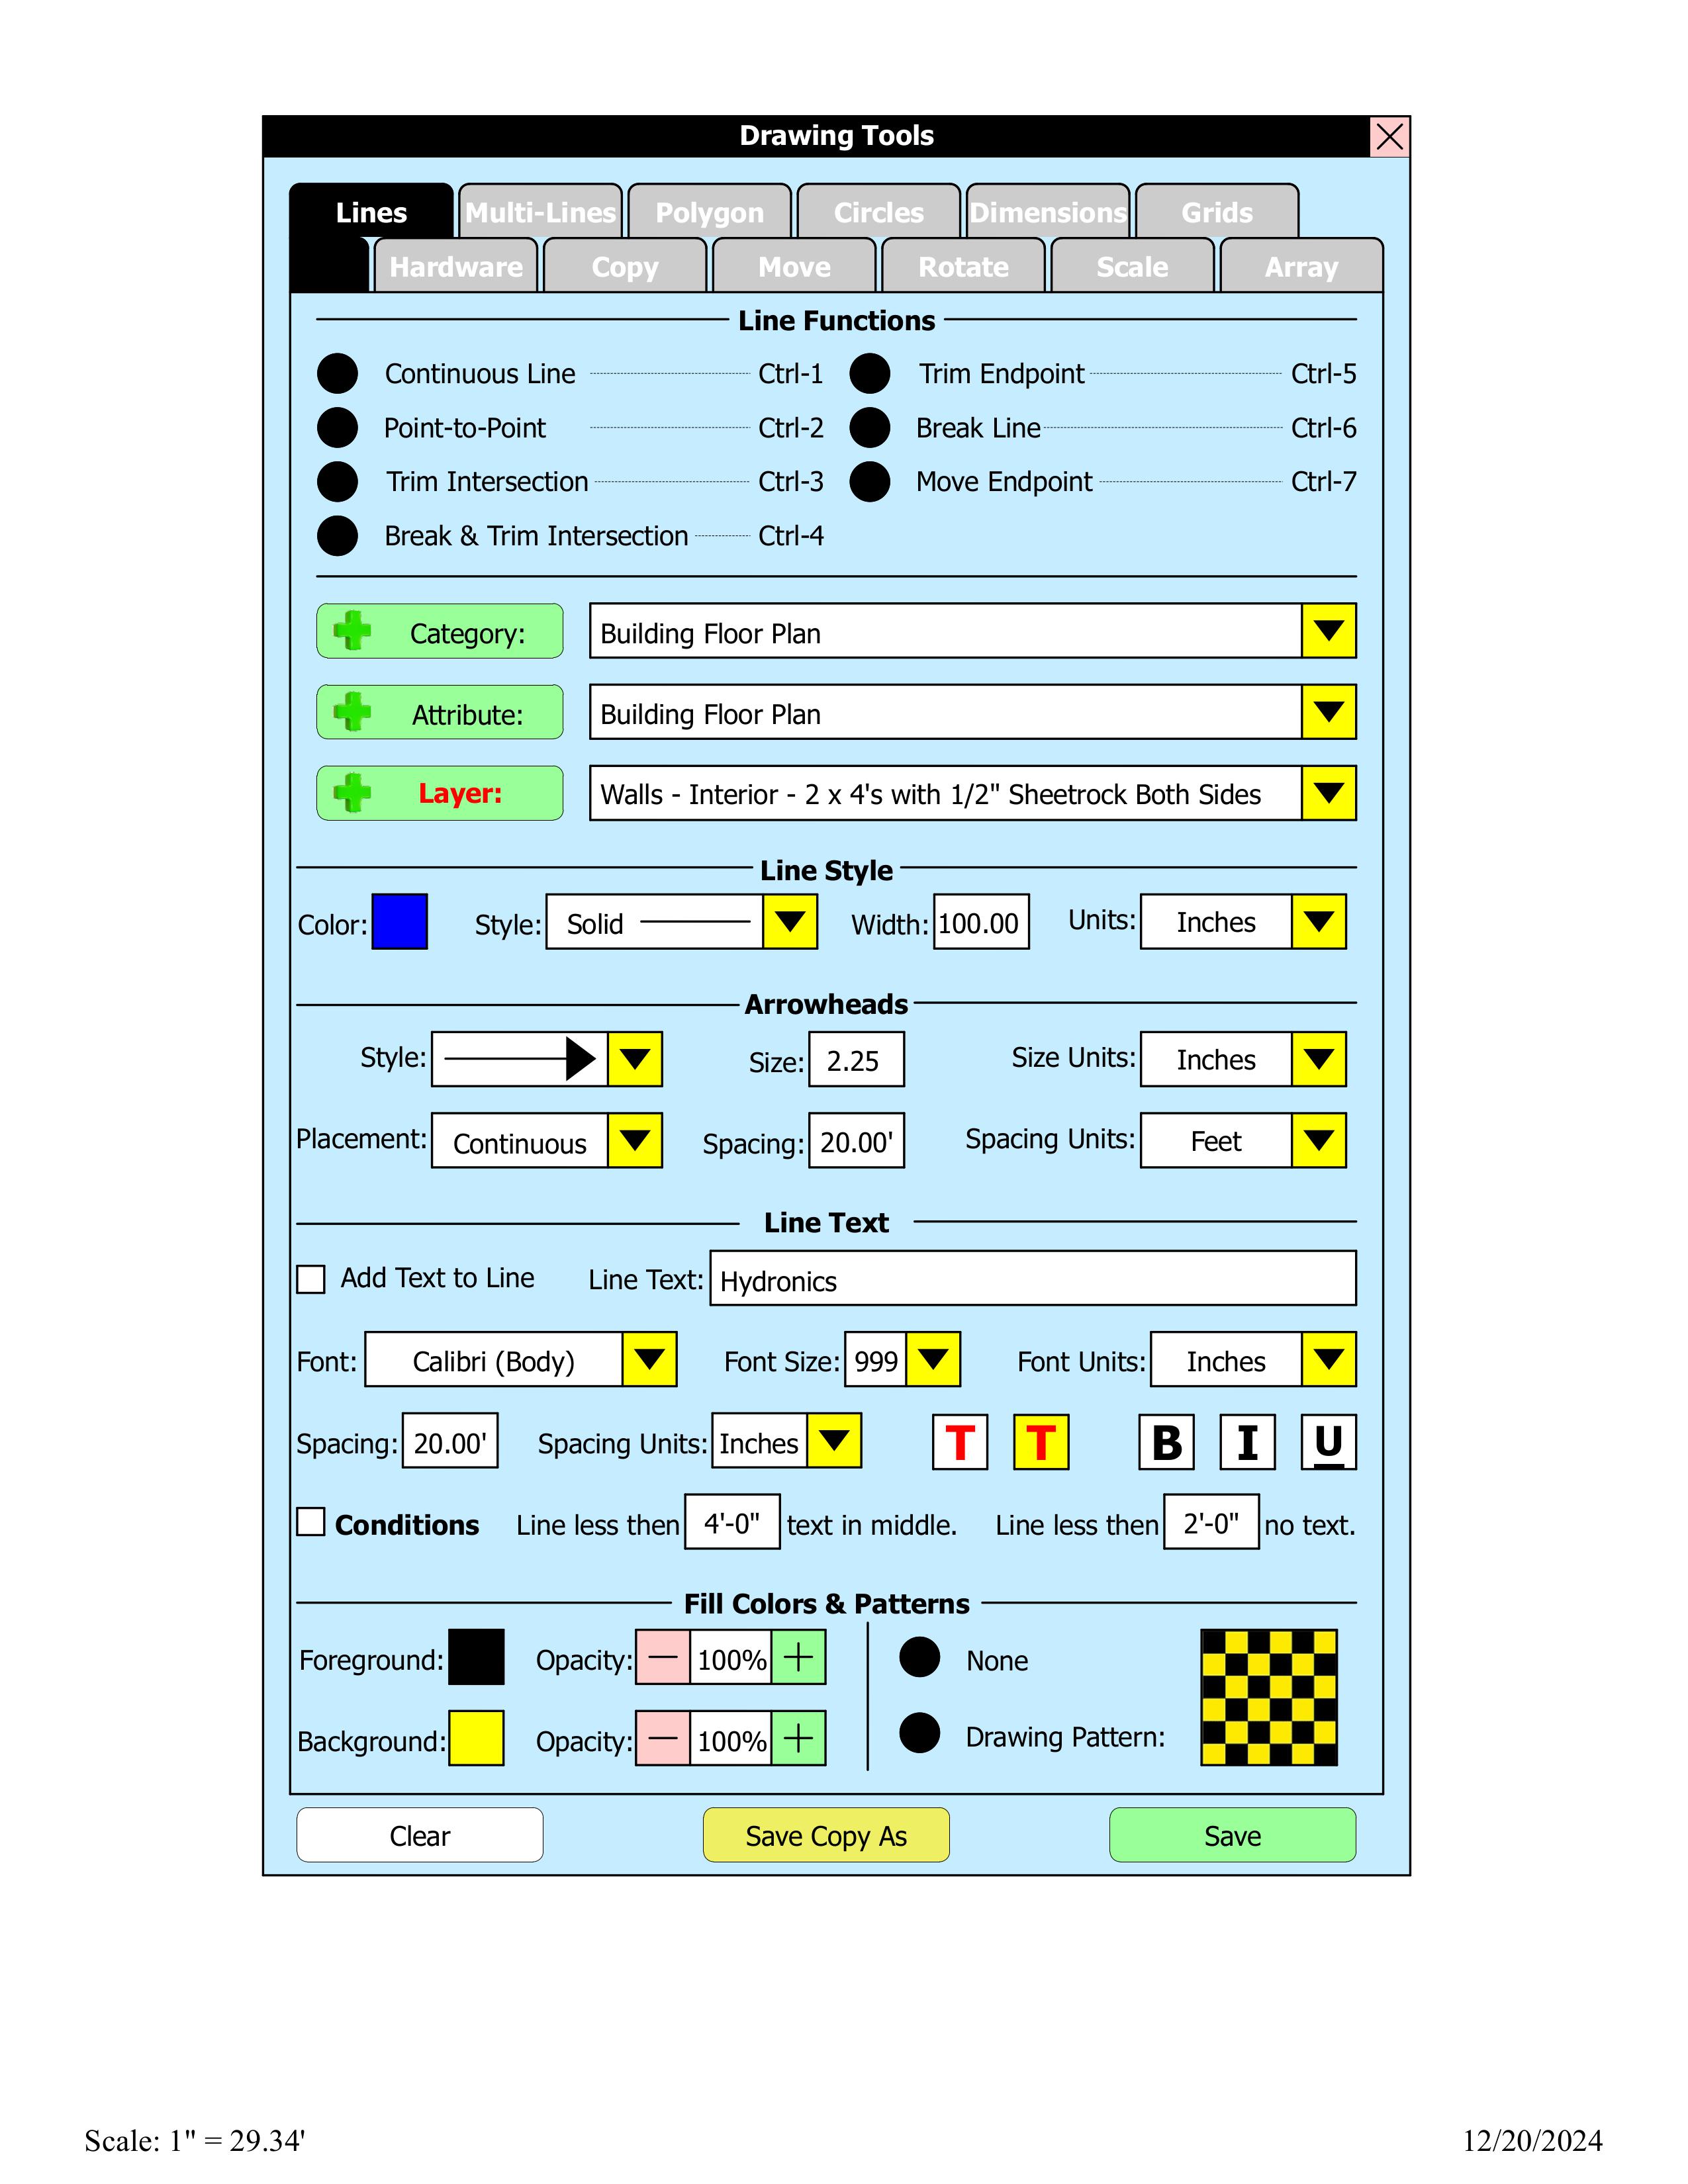 Drawing Tools
Lines Multi-Lines Polygon Circles Dimensions Grids
Hardware Copy Move Rotate Scale Array
Line Functions
Continuous Line Ctrl-1 Trim Endpoint Ctrl-5
Point-to-Point Ctrl-2 Break Line Ctrl-6
Trim Intersection Ctrl-3 Move Endpoint Ctrl-7
Break & Trim Intersection Ctrl-4
Category: Building Floor Plan
Attribute: Building Floor Plan
Layer: Walls - Interior - 2 x 4's with 1/2" Sheetrock Both Sides
Line Style
Color: Style: Solid Width: 100.00 Units: Inches
Arrowheads
Style: Size: 2.25 Size Units: Inches
Placement: Continuous Spacing: 20.00' Spacing Units: Feet
Line Text
Add Text to Line Line Text: Hydronics
Font: Calibri (Body) Font Size: 999 Font Units: Inches
Spacing: 20.00' Spacing Units: Inches T T B I U
Conditions Line less then 4'-0" text in middle. Line less then 2'-0" no text.
Fill Colors & Patterns
Foreground: Opacity: — 100% + None
Background: Opacity: — 100% + Drawing Pattern:
Clear Save Copy As Save
Scale: 1" = 29.34' 12/20/2024